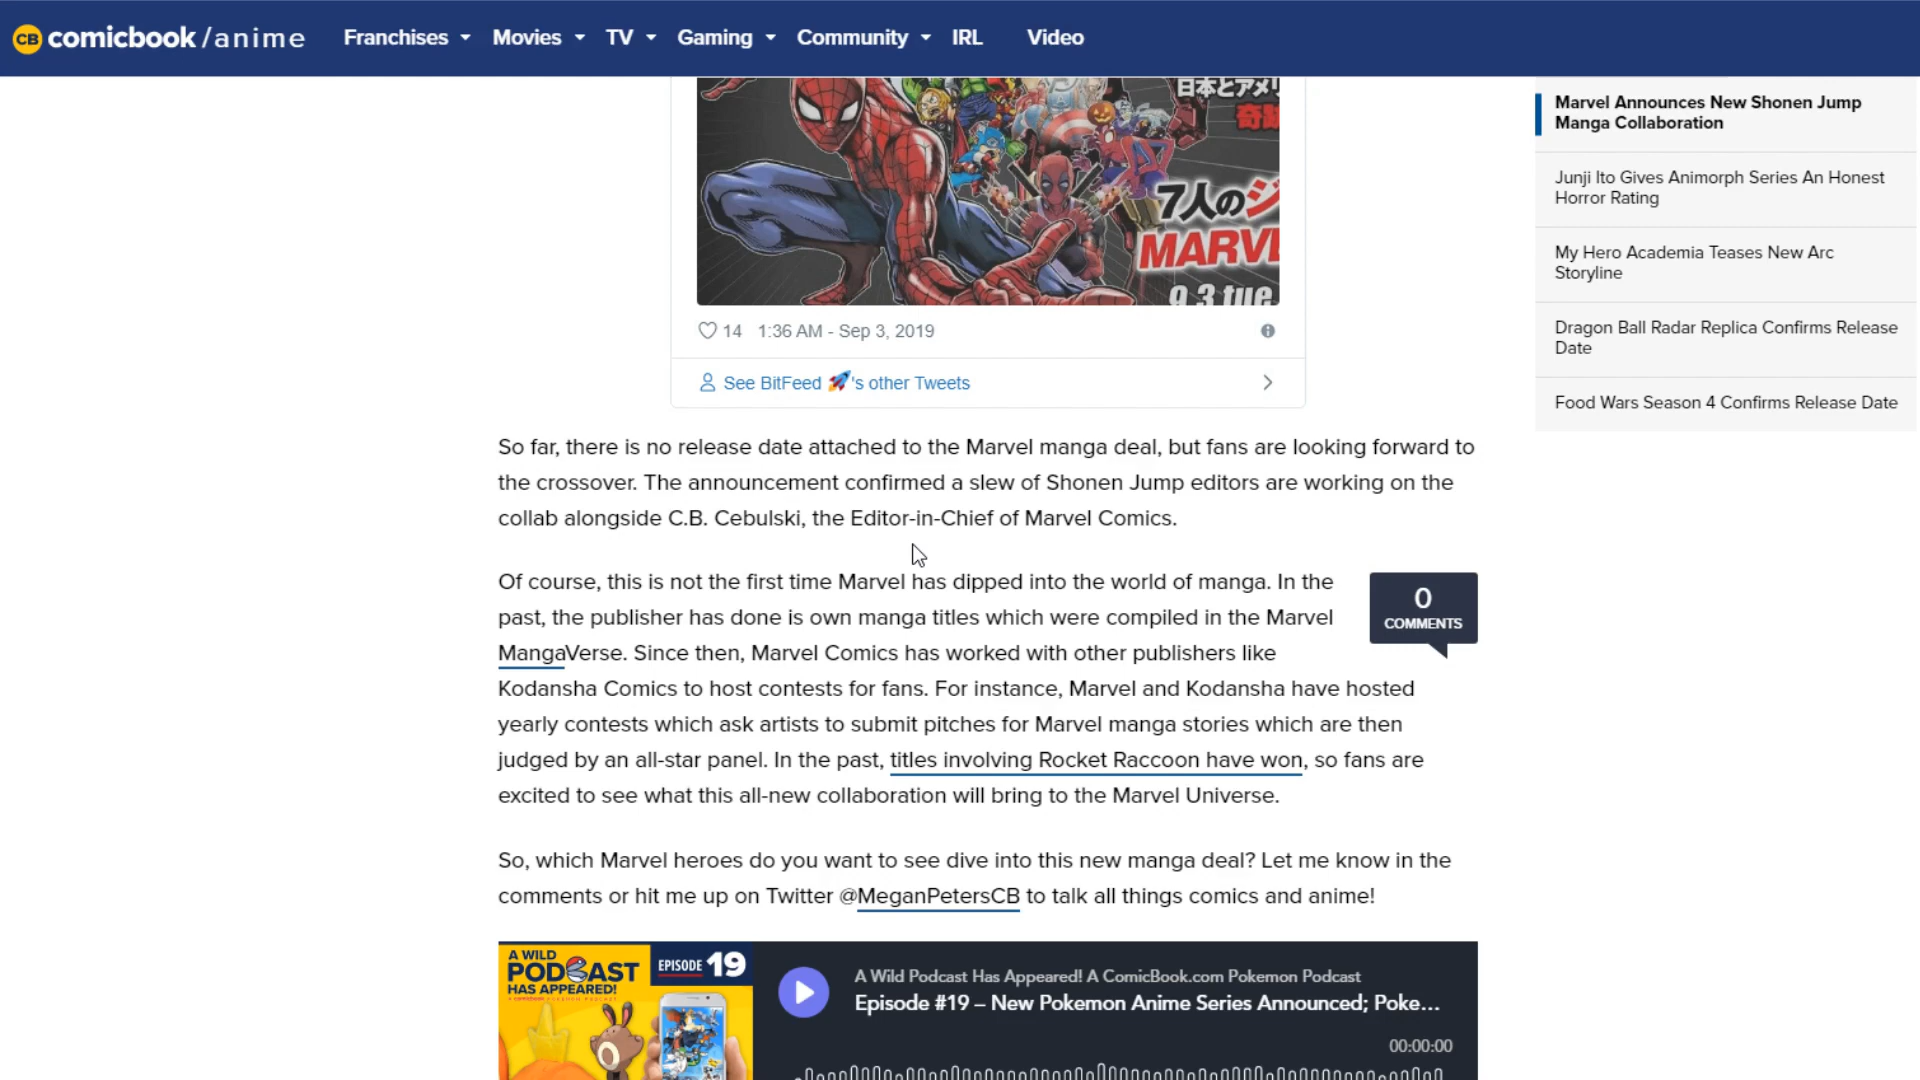 CB comicbook /anime Franchises Movies TV Gaming Community IRL Video
日本とアメリ
奇
7人のジ
MARVE
9.3 tue
14 1:36 AM - Sep 3, 2019
See BitFeed 🚀's other Tweets
So far, there is no release date attached to the Marvel manga deal, but fans are looking forward to
the crossover. The announcement confirmed a slew of Shonen Jump editors are working on the
collab alongside C.B. Cebulski, the Editor-in-Chief of Marvel Comics.
Of course, this is not the first time Marvel has dipped into the world of manga. In the
past, the publisher has done is own manga titles which were compiled in the Marvel
MangaVerse. Since then, Marvel Comics has worked with other publishers like
Kodansha Comics to host contests for fans. For instance, Marvel and Kodansha have hosted
yearly contests which ask artists to submit pitches for Marvel manga stories which are then
judged by an all-star panel. In the past, titles involving Rocket Raccoon have won, so fans are
excited to see what this all-new collaboration will bring to the Marvel Universe.
0
COMMENTS
So, which Marvel heroes do you want to see dive into this new manga deal? Let me know in the
comments or hit me up on Twitter @MeganPetersCB to talk all things comics and anime!
A WILD
PODCAST
HAS APPEARED!
EPISODE 19
A Wild Podcast Has Appeared! A ComicBook.com Pokemon Podcast
Episode #19 – New Pokemon Anime Series Announced; Poke...
00:00:00
Marvel Announces New Shonen Jump
Manga Collaboration
Junji Ito Gives Animorph Series An Honest
Horror Rating
My Hero Academia Teases New Arc
Storyline
Dragon Ball Radar Replica Confirms Release
Date
Food Wars Season 4 Confirms Release Date